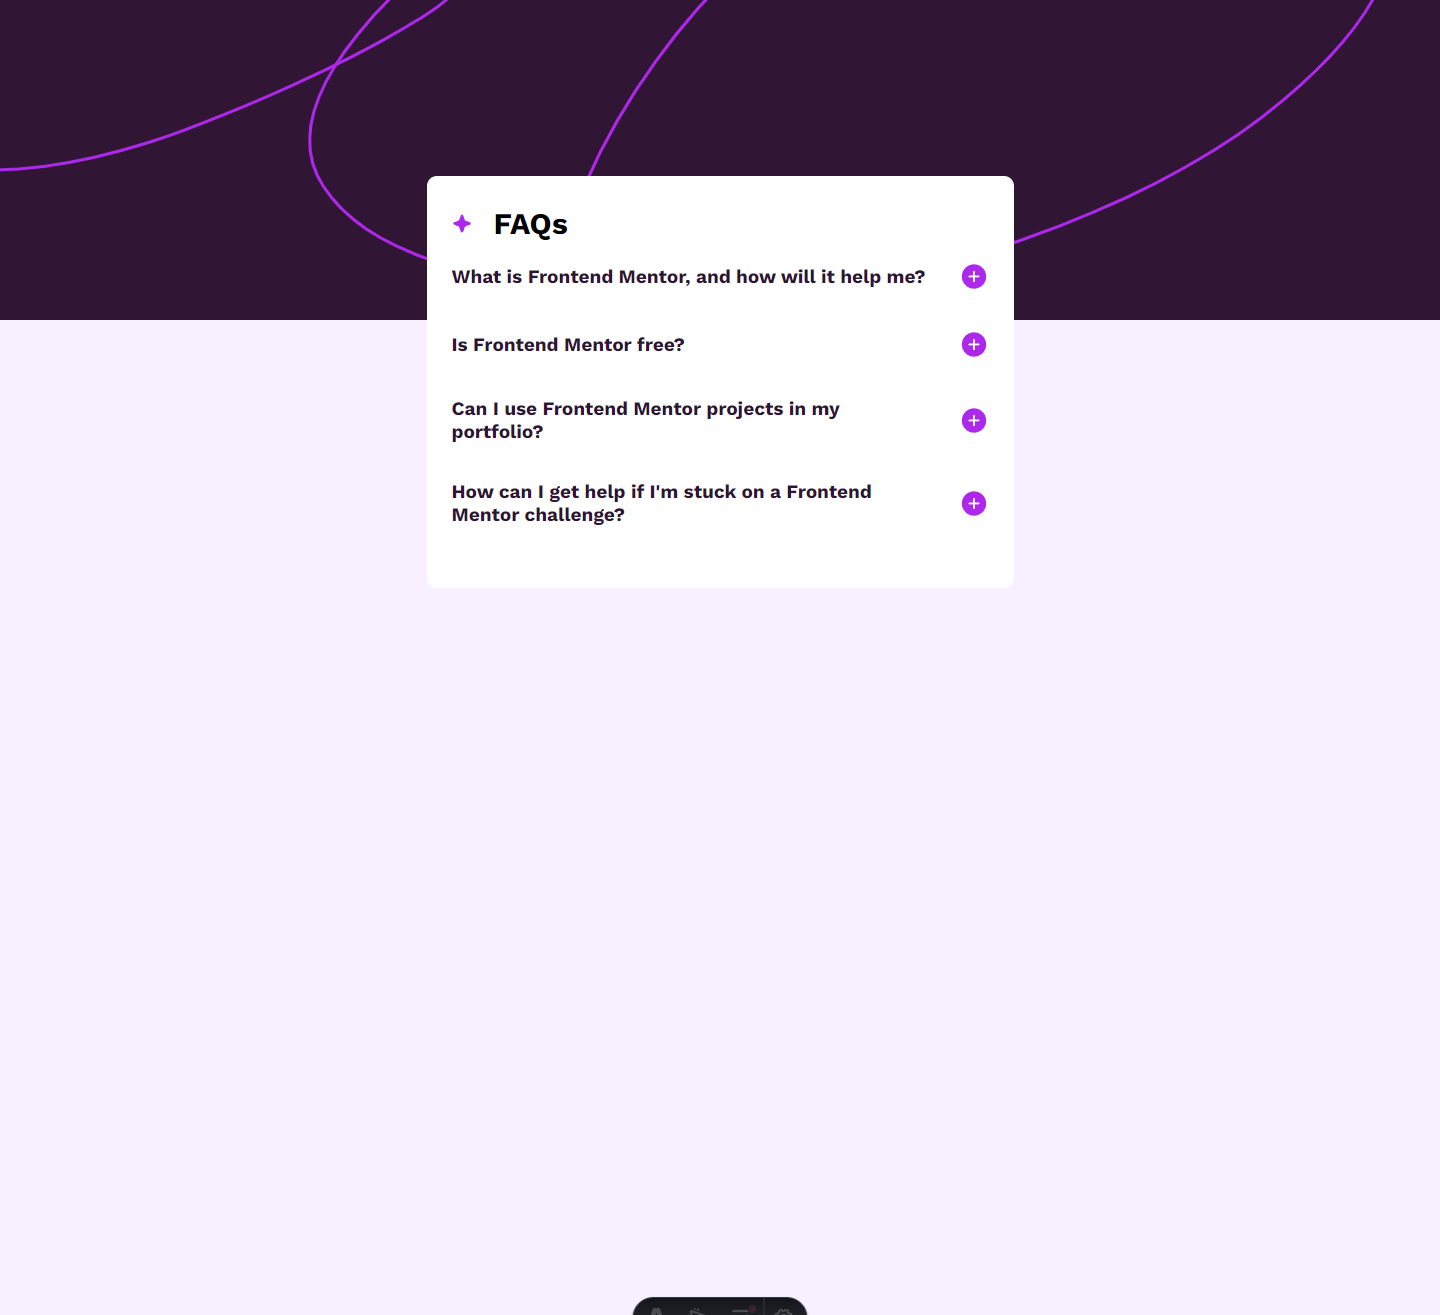 FAQs
What is Frontend Mentor, and how will it help me?
Is Frontend Mentor free?
Can I use Frontend Mentor projects in my
portfolio?
How can I get help if I'm stuck on a Frontend
Mentor challenge?